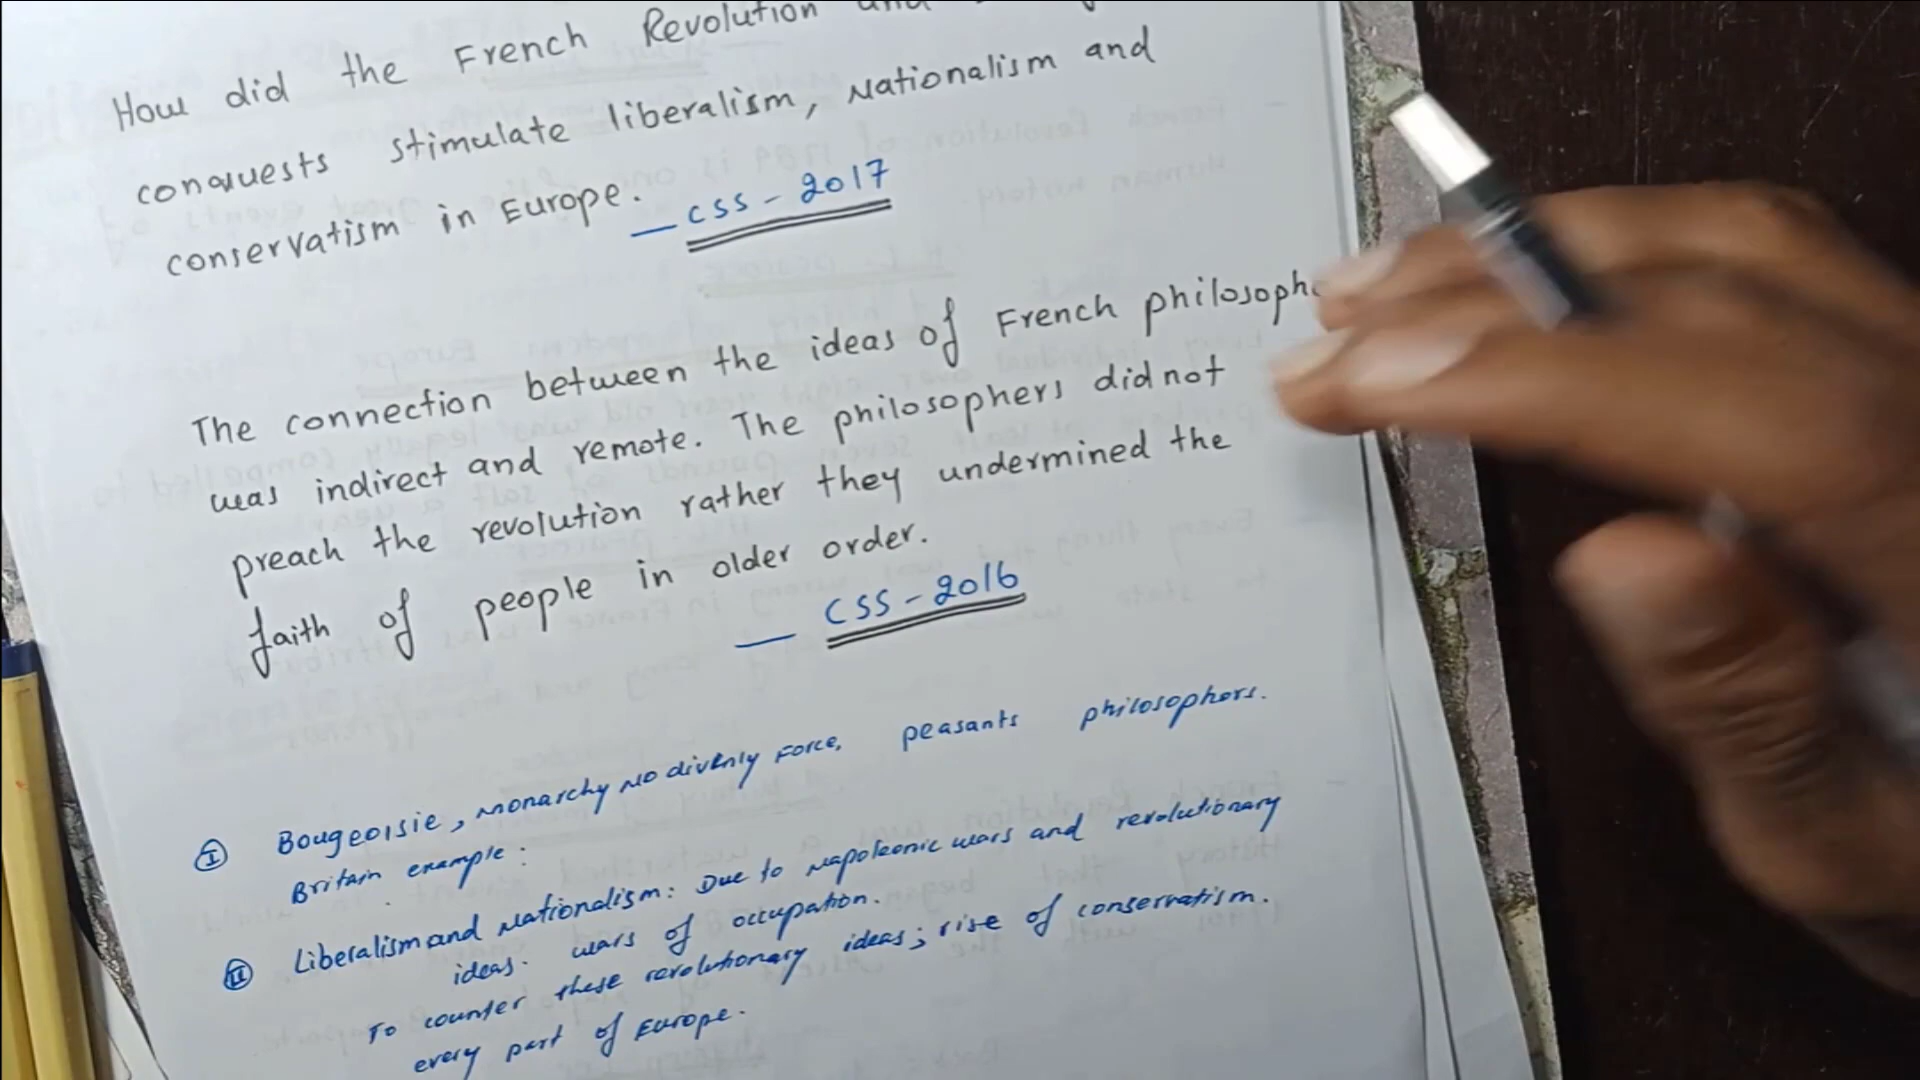 How did the French Revolution and
conquests stimulate liberalism, Nationalism and
conservatism in Europe. _ CSS - 2017
The connection between the ideas of French philosoph
was indirect and remote. The philosophers did not
preach the revolution rather they undermined the
faith of people in older order.
_ CSS - 2016
I Bougeoisie, Monarchy No divinly Force, peasants philosophors.
Britain example:
II Liberalism and Nationalism: Due to Napoleonic wars and revolutionary
ideas. wars of occupation.
To counter these revolutionary ideas; rise of conservatism.
every part of Europe.